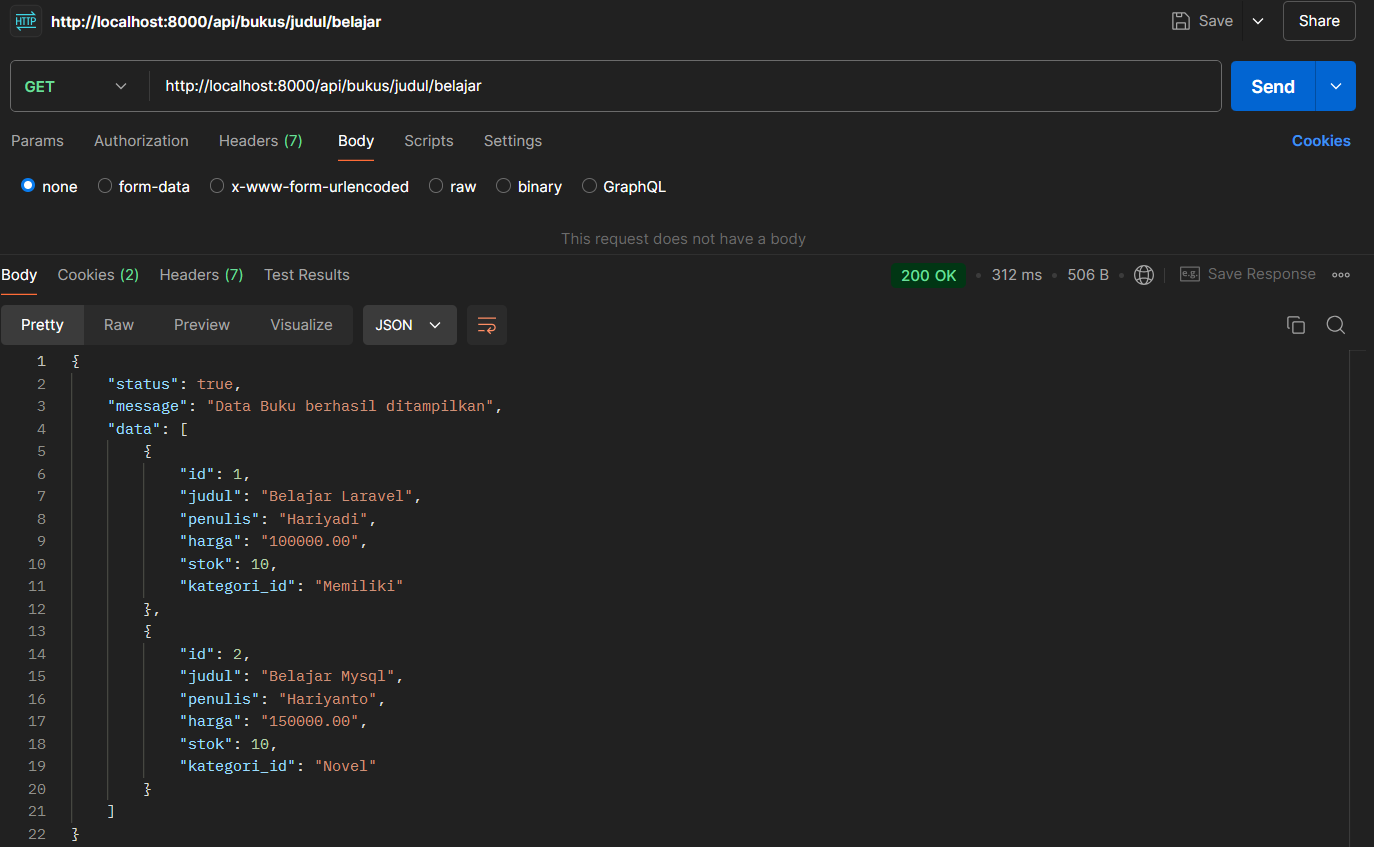 HTTP http://localhost:8000/api/bukus/judul/belajar Save Share
GET http://localhost:8000/api/bukus/judul/belajar Send
Params Authorization Headers (7) Body Scripts Settings Cookies
none form-data x-www-form-urlencoded raw binary GraphQL
This request does not have a body
Body Cookies (2) Headers (7) Test Results 200 OK • 312 ms • 506 B • e.g. Save Response
Pretty Raw Preview Visualize JSON
1 {
2 "status": true,
3 "message": "Data Buku berhasil ditampilkan",
4 "data": [
5 {
6 "id": 1,
7 "judul": "Belajar Laravel",
8 "penulis": "Hariyadi",
9 "harga": "100000.00",
10 "stok": 10,
11 "kategori_id": "Memiliki"
12 },
13 {
14 "id": 2,
15 "judul": "Belajar Mysql",
16 "penulis": "Hariyanto",
17 "harga": "150000.00",
18 "stok": 10,
19 "kategori_id": "Novel"
20 }
21 ]
22 }